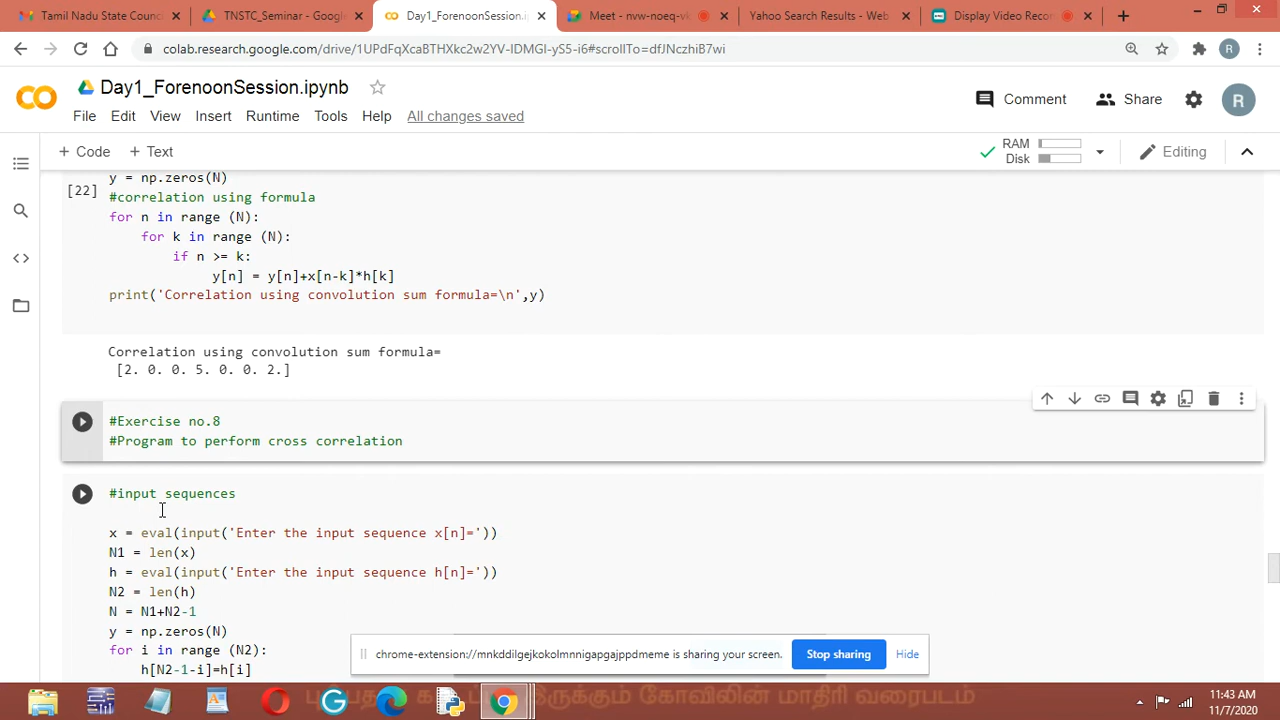 Tamil Nadu State Counc
TNSTC_Seminar - Google
Day1_ForenoonSession.i
Meet - nvw-noeq-vk
Yahoo Search Results - Web
Display Video Recor
colab.research.google.com/drive/1UPdFqXcaBTHXkc2w2YV-IDMGI-yS5-i6#scrollTo=dfJNczhiB7wi
R
Day1_ForenoonSession.ipynb
Comment
Share
R
File Edit View Insert Runtime Tools Help All changes saved
+ Code + Text
RAM
Disk
Editing
[22]
y = np.zeros(N)
#correlation using formula
for n in range (N):
for k in range (N):
if n >= k:
y[n] = y[n]+x[n-k]*h[k]
print('Correlation using convolution sum formula=\n',y)
Correlation using convolution sum formula=
[2. 0. 0. 5. 0. 0. 2.]
#Exercise no.8
#Program to perform cross correlation
#input sequences
x = eval(input('Enter the input sequence x[n]='))
N1 = len(x)
h = eval(input('Enter the input sequence h[n]='))
N2 = len(h)
N = N1+N2-1
y = np.zeros(N)
for i in range (N2):
h[N2-1-i]=h[i]
chrome-extension://mnkddilgejkokolmnnigapgajppdmeme is sharing your screen.
Stop sharing
Hide
கோவிலின் மாதிரி வரைபடம்
11:43 AM
11/7/2020